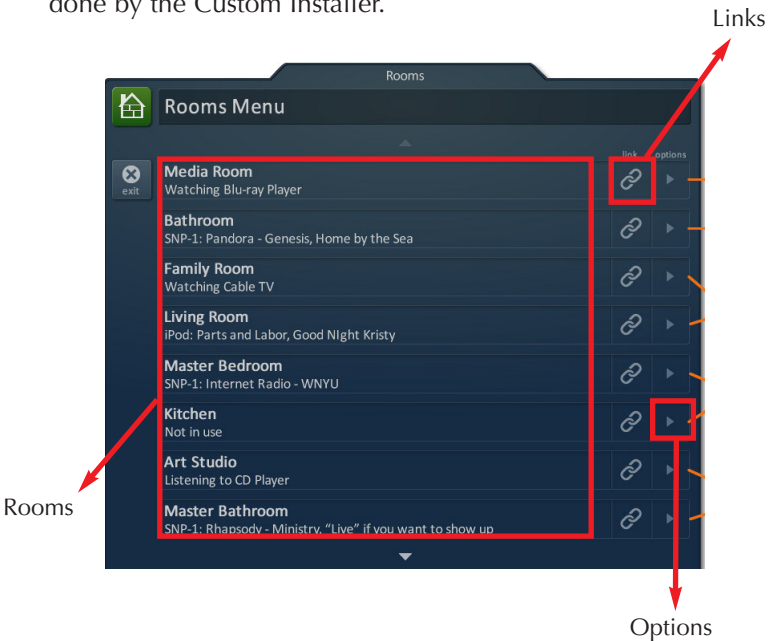 done by the Custom Installer.
Links
Rooms
Rooms Menu
link options
exit
Media Room
Watching Blu-ray Player
Bathroom
SNP-1: Pandora - Genesis, Home by the Sea
Family Room
Watching Cable TV
Living Room
iPod: Parts and Labor, Good NIght Kristy
Master Bedroom
SNP-1: Internet Radio - WNYU
Kitchen
Not in use
Art Studio
Listening to CD Player
Master Bathroom
SNP-1: Rhapsody - Ministry, "Live" if you want to show up
Rooms
Options